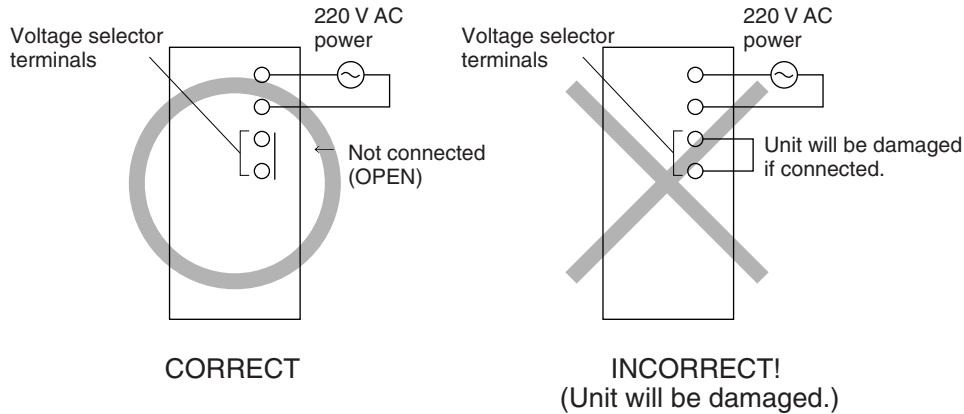 Voltage selector
terminals
220 V AC
power
Not connected
(OPEN)
CORRECT
Voltage selector
terminals
220 V AC
power
Unit will be damaged
if connected.
INCORRECT!
(Unit will be damaged.)